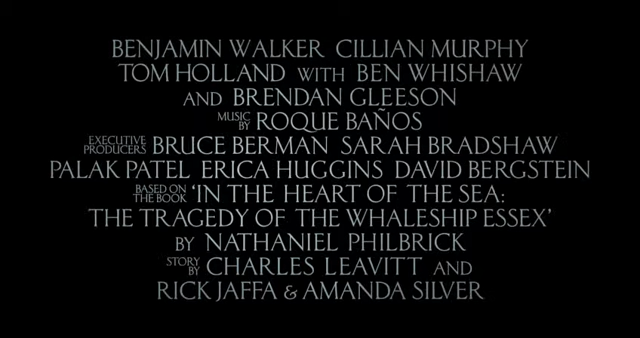 BENJAMIN WALKER CILLIAN MURPHY
TOM HOLLAND WITH BEN WHISHAW
AND BRENDAN GLEESON
MUSIC BY ROQUE BAÑOS
EXECUTIVE PRODUCERS BRUCE BERMAN SARAH BRADSHAW
PALAK PATEL ERICA HUGGINS DAVID BERGSTEIN
BASED ON THE BOOK 'IN THE HEART OF THE SEA:
THE TRAGEDY OF THE WHALESHIP ESSEX'
BY NATHANIEL PHILBRICK
STORY BY CHARLES LEAVITT AND
RICK JAFFA & AMANDA SILVER